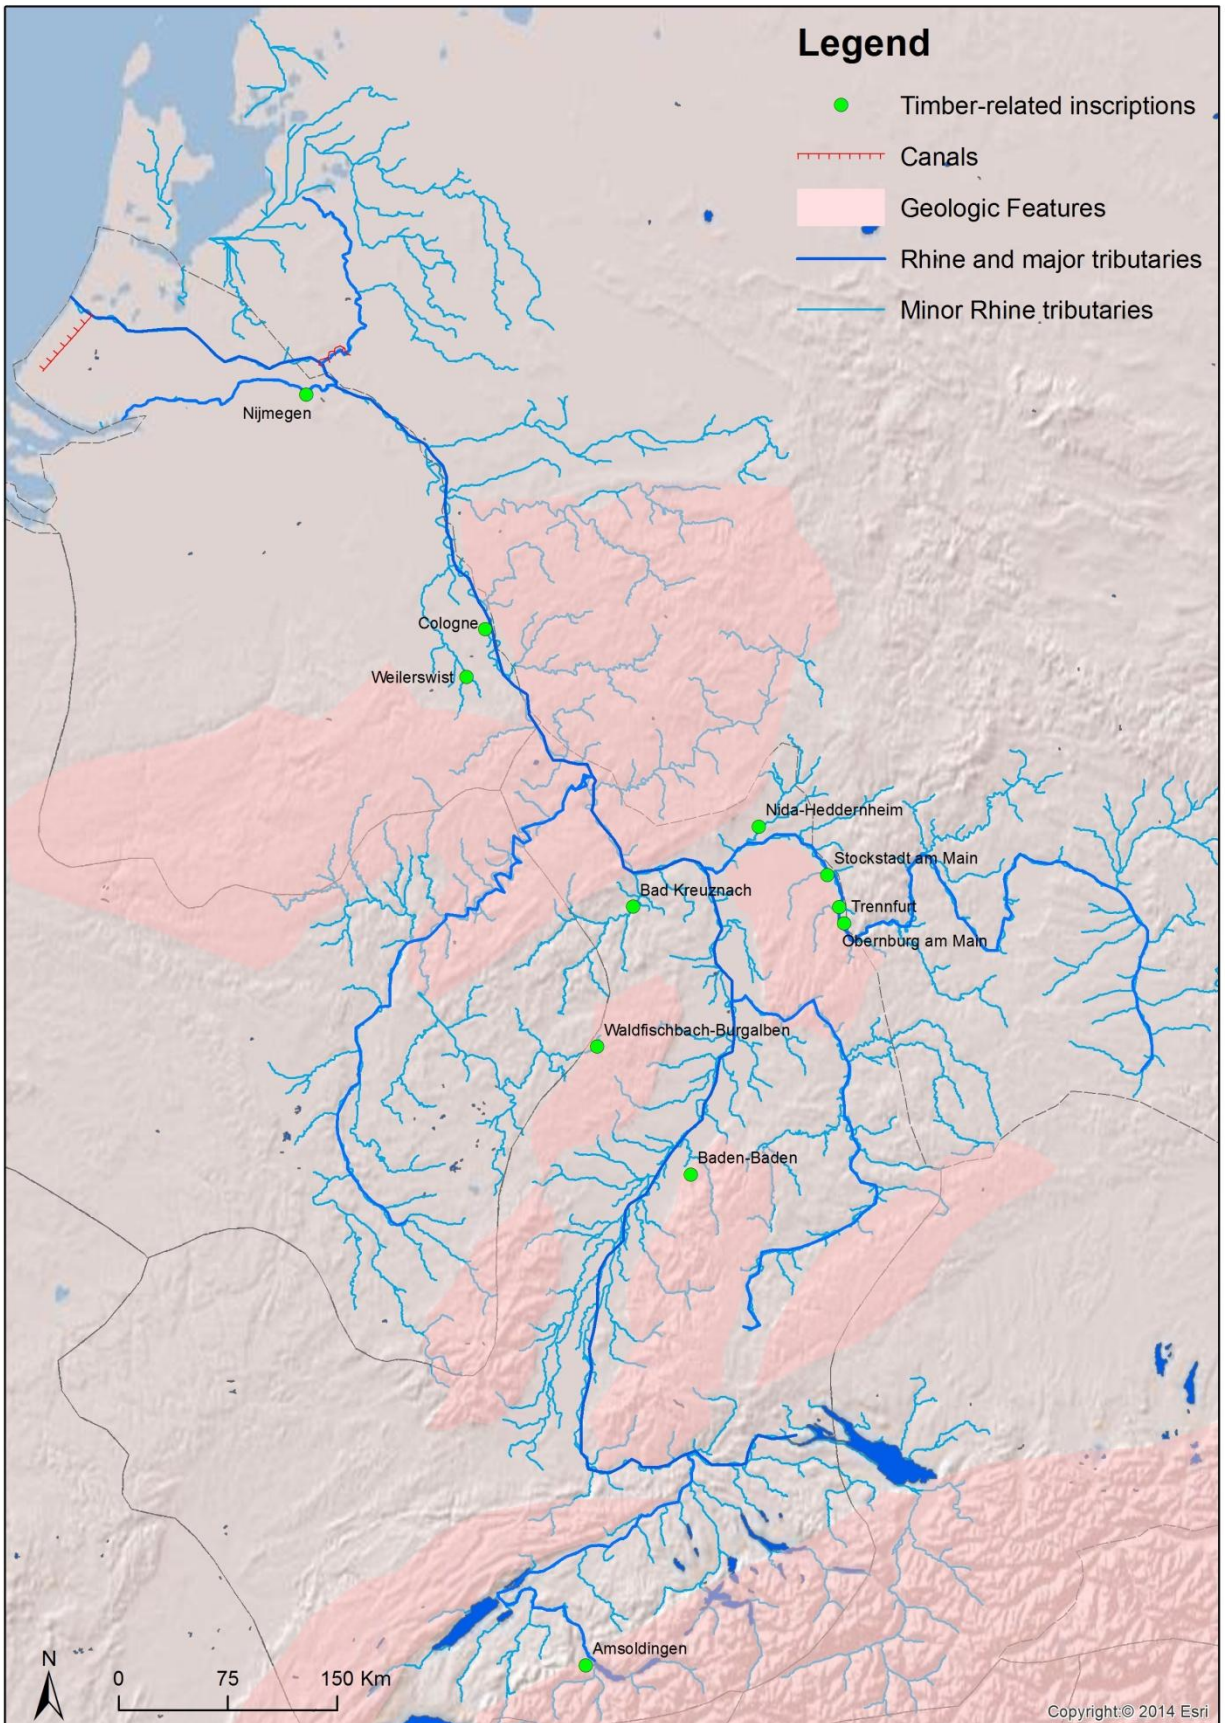 Legend
Timber-related inscriptions
Canals
Geologic Features
Rhine and major tributaries
Minor Rhine tributaries
Nijmegen
Cologne
Weilerswist
Nida-Heddernheim
Stockstadt am Main
Bad Kreuznach
Trennfurt
Obernburg am Main
Waldfischbach-Burgalben
Baden-Baden
Amsoldingen
N
0 75 150 Km
Copyright:© 2014 Esri